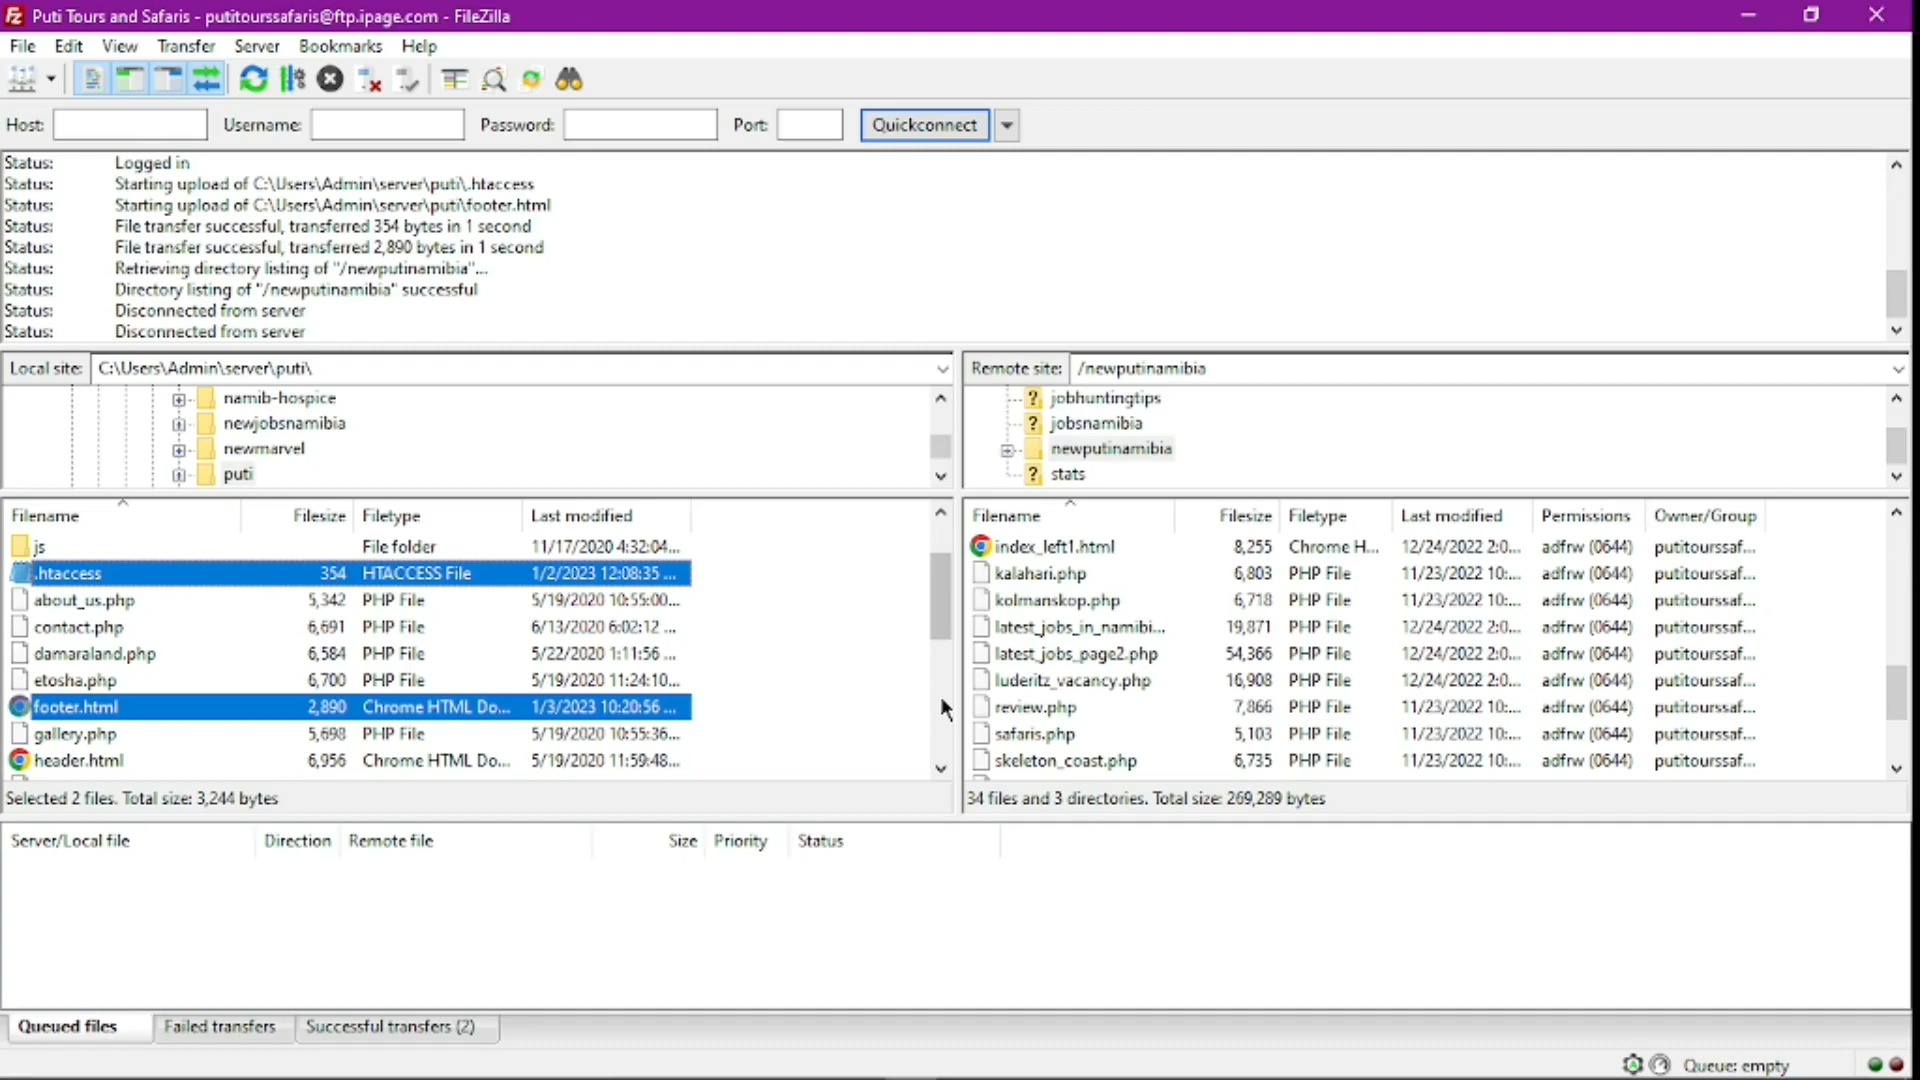 Puti Tours and Safaris - putitourssafaris@ftp.ipage.com - FileZilla
File Edit View Transfer Server Bookmarks Help
Host: Username: Password: Port: Quickconnect
Status: Logged in
Status: Starting upload of C:\Users\Admin\server\puti\.htaccess
Status: Starting upload of C:\Users\Admin\server\puti\footer.html
Status: File transfer successful, transferred 354 bytes in 1 second
Status: File transfer successful, transferred 2,890 bytes in 1 second
Status: Retrieving directory listing of "/newputinamibia"...
Status: Directory listing of "/newputinamibia" successful
Status: Disconnected from server
Status: Disconnected from server
Local site: C:\Users\Admin\server\puti\
namib-hospice
newjobsnamibia
newmarvel
puti
Remote site: /newputinamibia
jobhuntingtips
jobsnamibia
newputinamibia
stats
Filename Filesize Filetype Last modified
js File folder 11/17/2020 4:32:04...
.htaccess 354 HTACCESS File 1/2/2023 12:08:35 ...
about_us.php 5,342 PHP File 5/19/2020 10:55:00...
contact.php 6,691 PHP File 6/13/2020 6:02:12 ...
damaraland.php 6,584 PHP File 5/22/2020 1:11:56 ...
etosha.php 6,700 PHP File 5/19/2020 11:24:10...
footer.html 2,890 Chrome HTML Do... 1/3/2023 10:20:56 ...
gallery.php 5,698 PHP File 5/19/2020 10:55:36...
header.html 6,956 Chrome HTML Do... 5/19/2020 11:59:48...
Selected 2 files. Total size: 3,244 bytes
Filename Filesize Filetype Last modified Permissions Owner/Group
index_left1.html 8,255 Chrome H... 12/24/2022 2:0... adfrw (0644) putitourssaf...
kalahari.php 6,803 PHP File 11/23/2022 10:... adfrw (0644) putitourssaf...
kolmanskop.php 6,718 PHP File 11/23/2022 10:... adfrw (0644) putitourssaf...
latest_jobs_in_namibi... 19,871 PHP File 12/24/2022 2:0... adfrw (0644) putitourssaf...
latest_jobs_page2.php 54,366 PHP File 12/24/2022 2:0... adfrw (0644) putitourssaf...
luderitz_vacancy.php 16,908 PHP File 12/24/2022 2:0... adfrw (0644) putitourssaf...
review.php 7,866 PHP File 11/23/2022 10:... adfrw (0644) putitourssaf...
safaris.php 5,103 PHP File 11/23/2022 10:... adfrw (0644) putitourssaf...
skeleton_coast.php 6,735 PHP File 11/23/2022 10:... adfrw (0644) putitourssaf...
34 files and 3 directories. Total size: 269,289 bytes
Server/Local file Direction Remote file Size Priority Status
Queued files Failed transfers Successful transfers (2)
Queue: empty